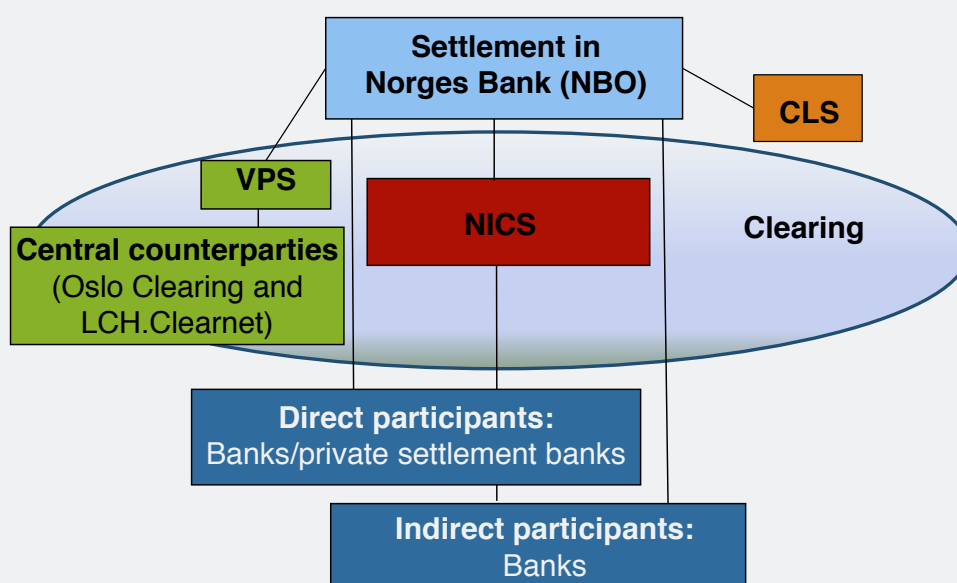 Settlement in
Norges Bank (NBO)
CLS
VPS
NICS
Clearing
Central counterparties
(Oslo Clearing and
LCH.Clearnet)
Direct participants:
Banks/private settlement banks
Indirect participants:
Banks